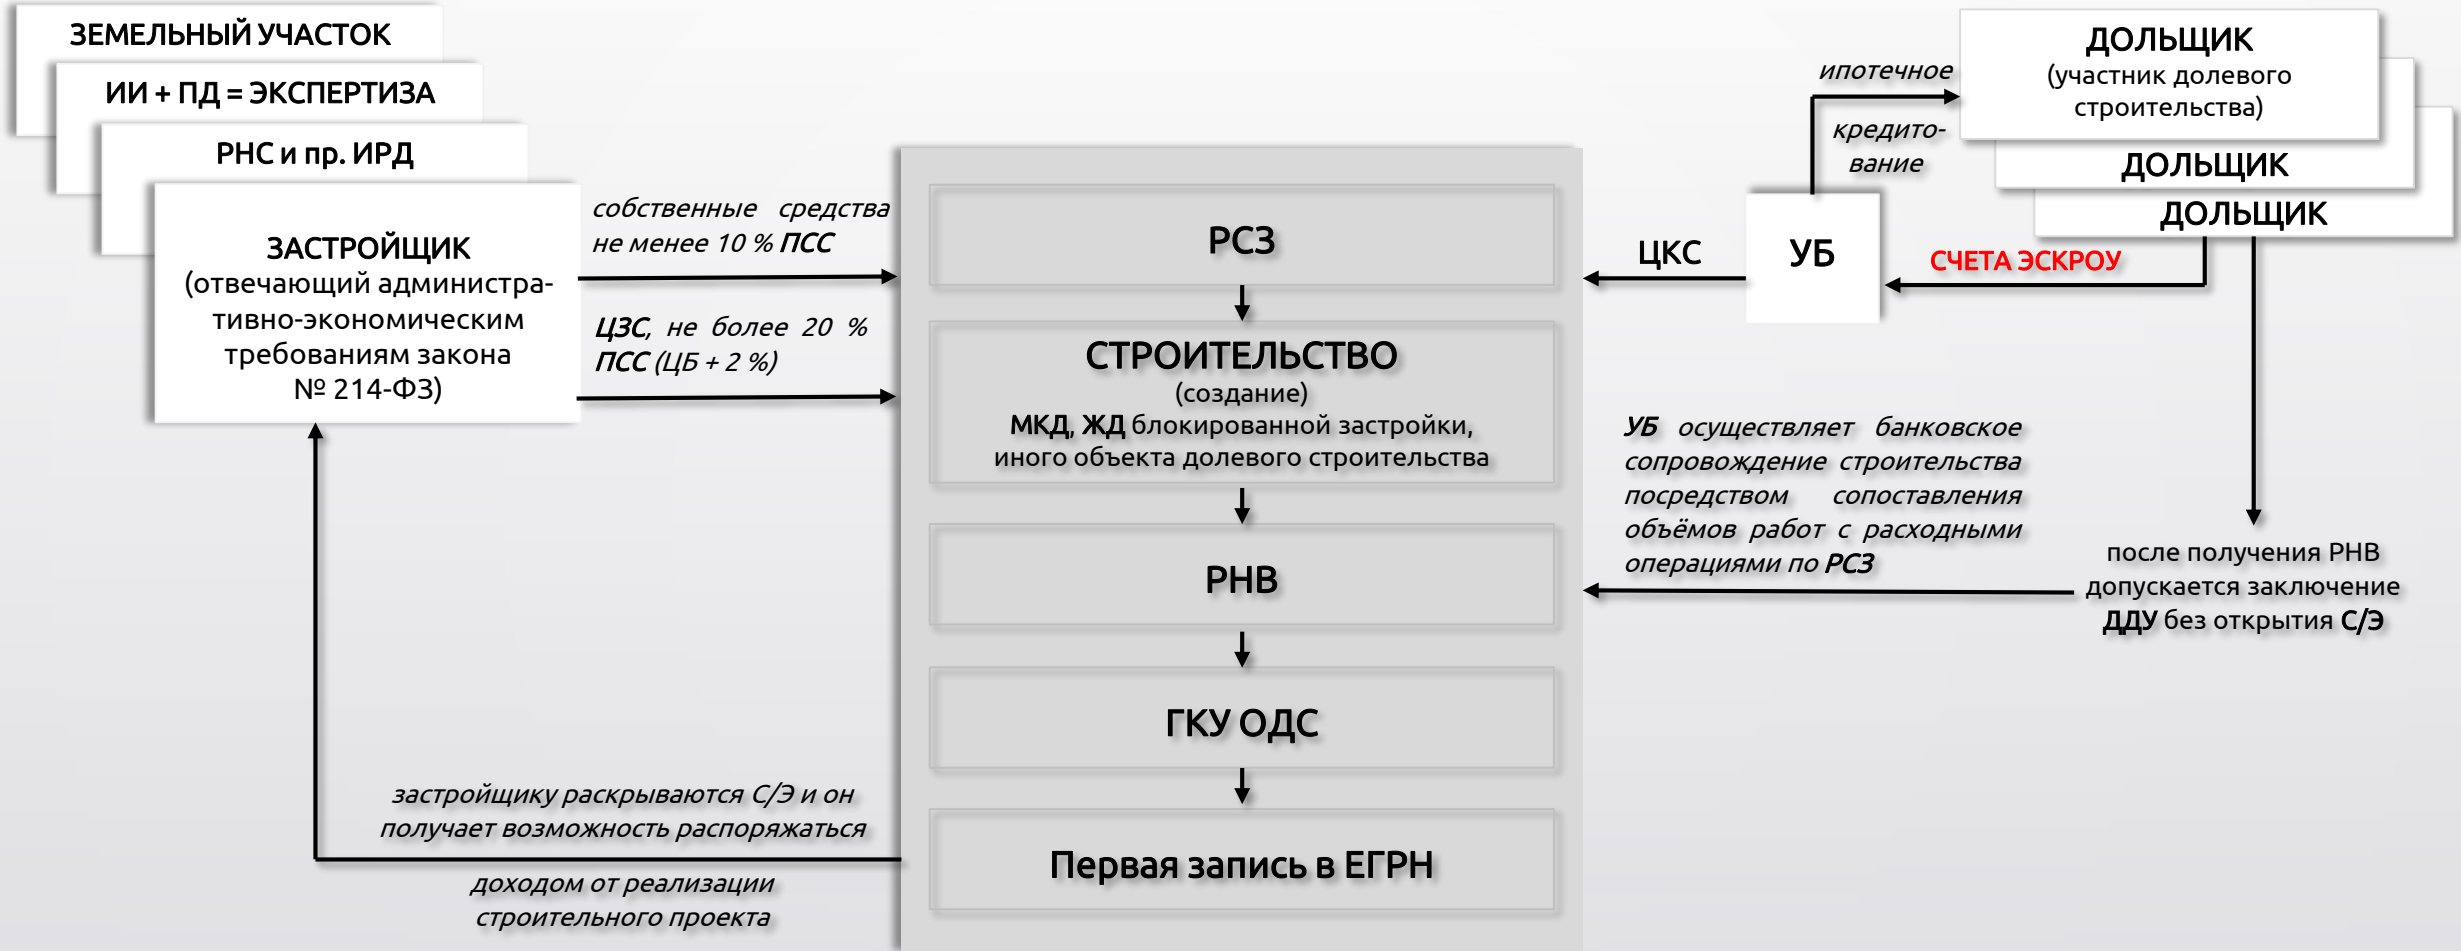 ЗЕМЕЛЬНЫЙ УЧАСТОК
ИИ + ПД = ЭКСПЕРТИЗА
РНС и пр. ИРД
ЗАСТРОЙЩИК
(отвечающий администра-
тивно-экономическим
требованиям закона
№ 214-ФЗ)
собственные средства
не менее 10 % ПСС
ЦЗС, не более 20 %
ПСС (ЦБ + 2 %)
РСЗ
СТРОИТЕЛЬСТВО
(создание)
МКД, ЖД блокированной застройки,
иного объекта долевого строительства
РНВ
ГКУ ОДС
Первая запись в ЕГРН
застройщику раскрываются С/Э и он
получает возможность распоряжаться
доходом от реализации
строительного проекта
ипотечное
кредито-
вание
ДОЛЬЩИК
(участник долевого
строительства)
ДОЛЬЩИК
ДОЛЬЩИК
ЦКС
УБ
СЧЕТА ЭСКРОУ
УБ осуществляет банковское
сопровождение строительства
посредством сопоставления
объёмов работ с расходными
операциями по РСЗ
после получения РНВ
допускается заключение
ДДУ без открытия С/Э